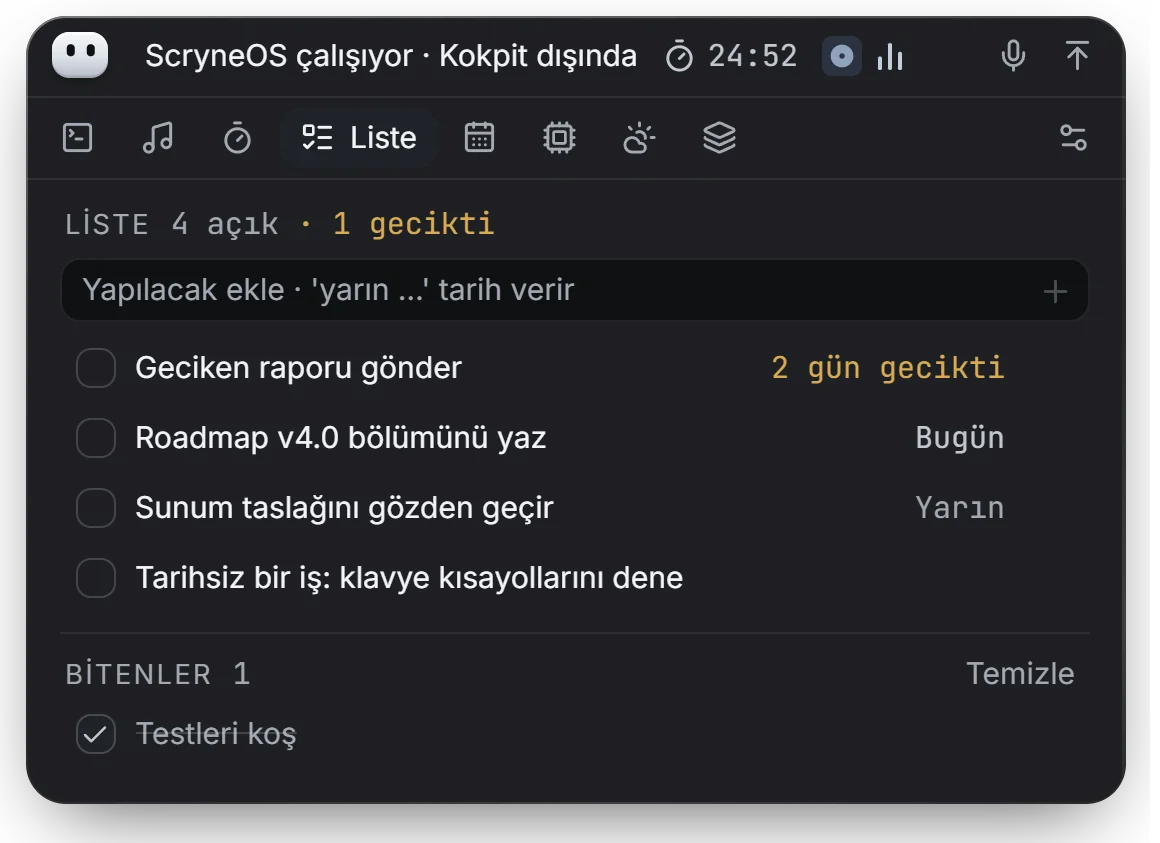 ScryneOS çalışıyor · Kokpit dışında 24:52
Liste
LİSTE 4 açık · 1 gecikti
Yapılacak ekle · 'yarın ...' tarih verir
Geciken raporu gönder 2 gün gecikti
Roadmap v4.0 bölümünü yaz Bugün
Sunum taslağını gözden geçir Yarın
Tarihsiz bir iş: klavye kısayollarını dene
BİTENLER 1 Temizle
Testleri koş